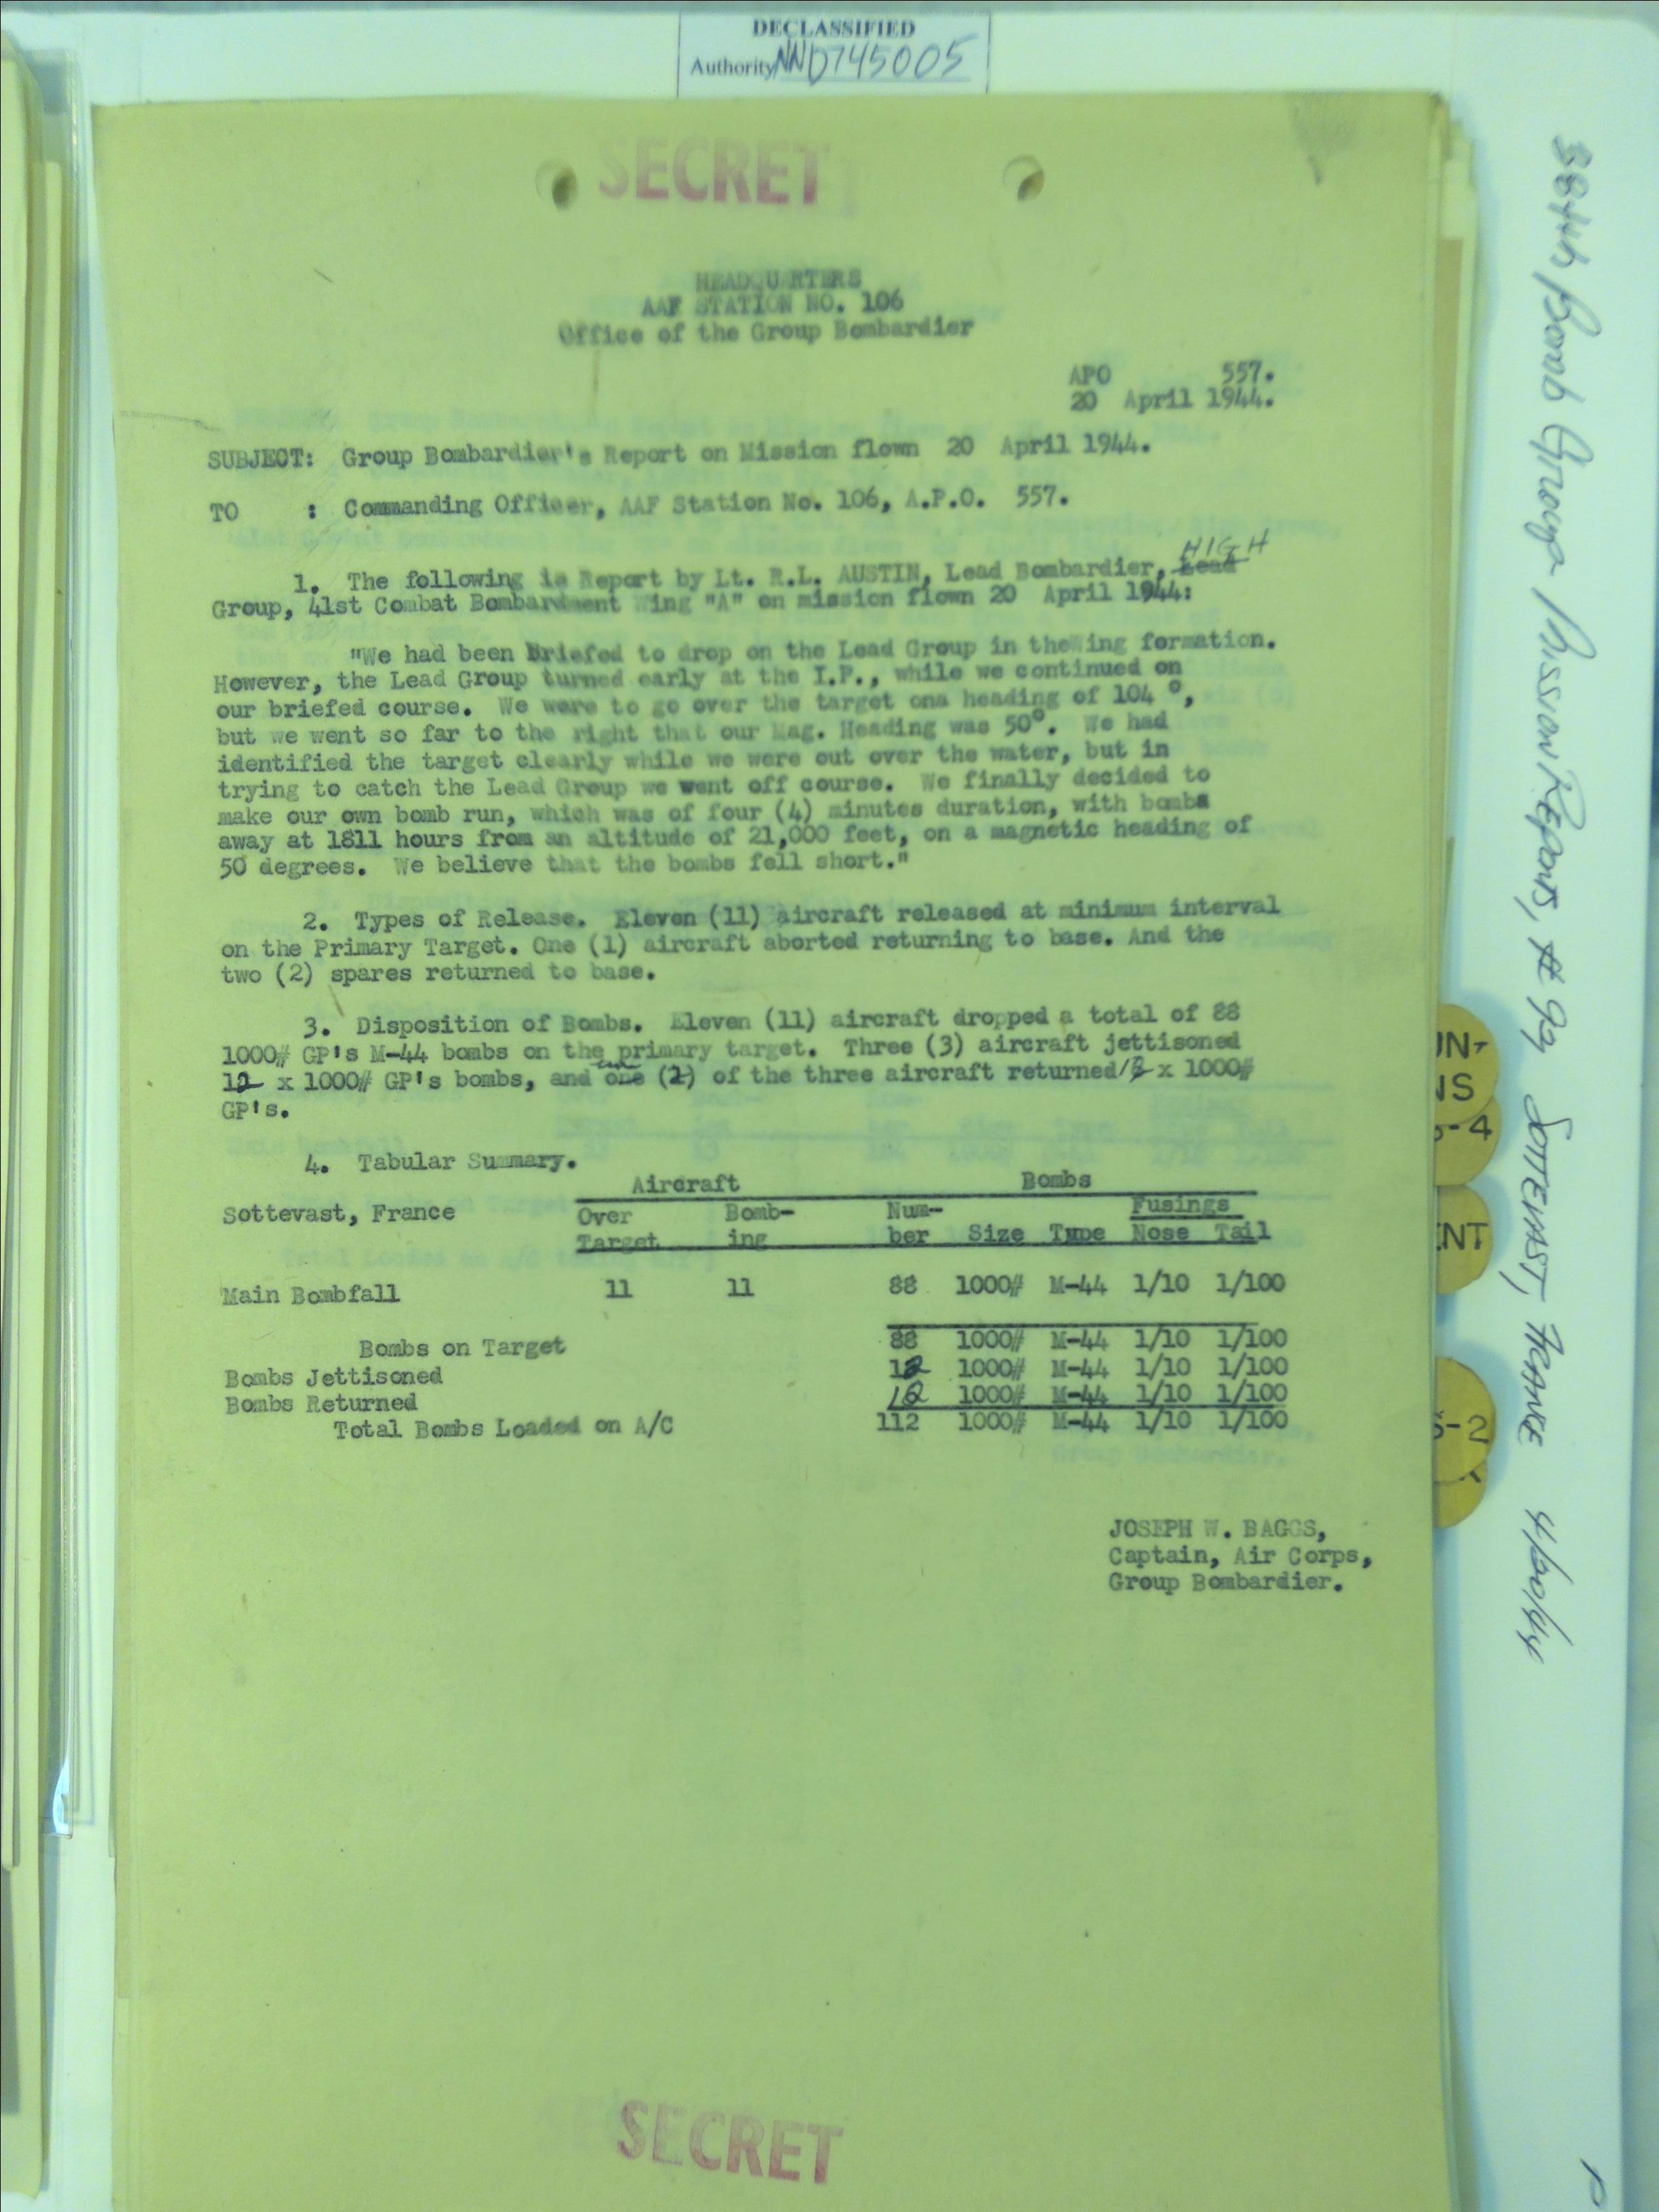 DECLASSIFIED
Authority NND745005
SECRET
HEADQUARTERS
AAF STATION NO. 106
Office of the Group Bombardier
APO 557.
20 April 1944.
SUBJECT: Group Bombardier's Report on Mission flown 20 April 1944.
TO : Commanding Officer, AAF Station No. 106, A.P.O. 557.
HIGH
1. The following is Report by Lt. R.L. AUSTIN, Lead Bombardier, Lead
Group, 41st Combat Bombardment Wing "A" on mission flown 20 April 1944:
"We had been Briefed to drop on the Lead Group in theWing formation.
However, the Lead Group turned early at the I.P., while we continued on
our briefed course. We were to go over the target ona heading of 104 °,
but we went so far to the right that our Mag. Heading was 50°. We had
identified the target clearly while we were out over the water, but in
trying to catch the Lead Group we went off course. We finally decided to
make our own bomb run, which was of four (4) minutes duration, with bombs
away at 1811 hours from an altitude of 21,000 feet, on a magnetic heading of
50 degrees. We believe that the bombs fell short."
2. Types of Release. Eleven (11) aircraft released at minimum interval
on the Primary Target. One (1) aircraft aborted returning to base. And the
two (2) spares returned to base.
3. Disposition of Bombs. Eleven (11) aircraft dropped a total of 88
1000# GP's M-44 bombs on the primary target. Three (3) aircraft jettisoned
12 x 1000# GP's bombs, and one of the three aircraft returned x 1000#
GP's.
4. Tabular Summary.
Aircraft Bombs
Sottevast, France Over Bomb- Num- Fusings
Target ing ber Size Type Nose Tail
Main Bombfall 11 11 88 1000# M-44 1/10 1/100
Bombs on Target 88 1000# M-44 1/10 1/100
Bombs Jettisoned 12 1000# M-44 1/10 1/100
Bombs Returned 12 1000# M-44 1/10 1/100
Total Bombs Loaded on A/C 112 1000# M-44 1/10 1/100
JOSEPH W. BAGGS,
Captain, Air Corps,
Group Bombardier.
SECRET
384th Bomb Group Mission Reports, #93 SOTTEVAST, FRANCE 4/20/44
UN-
NS
S-4
ENT
S-2